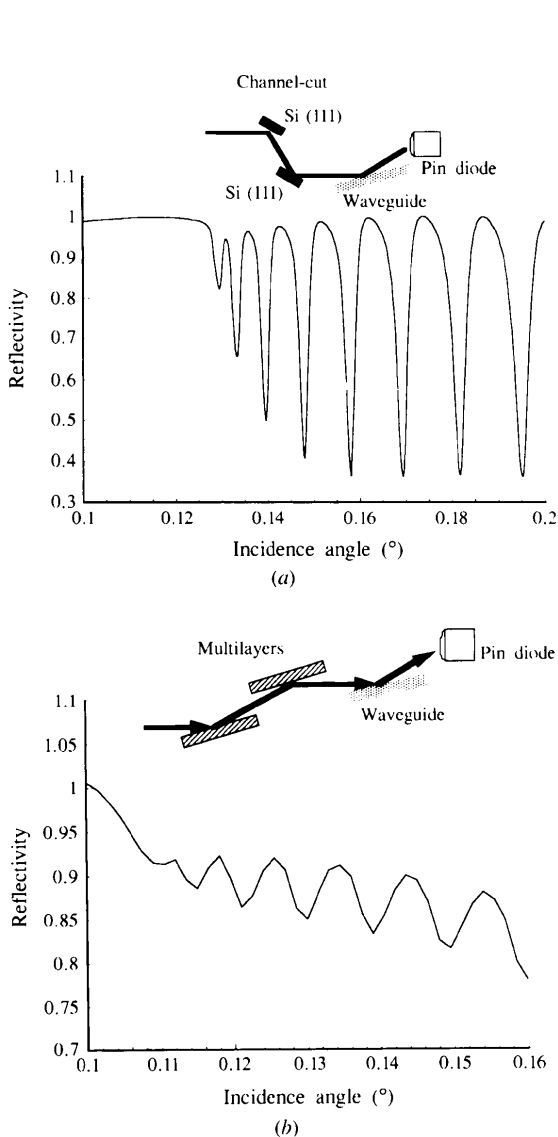 Channel-cut
Si (111)
Pin diode
Si (111)
Waveguide
1.1
1
0.9
0.8
0.7
0.6
0.5
0.4
0.3
Reflectivity
0.1 0.12 0.14 0.16 0.18 0.2
Incidence angle (°)
(a)
Multilayers
Pin diode
Waveguide
1.1
1.05
1
0.95
0.9
0.85
0.8
0.75
0.7
Reflectivity
0.1 0.11 0.12 0.13 0.14 0.15 0.16
Incidence angle (°)
(b)